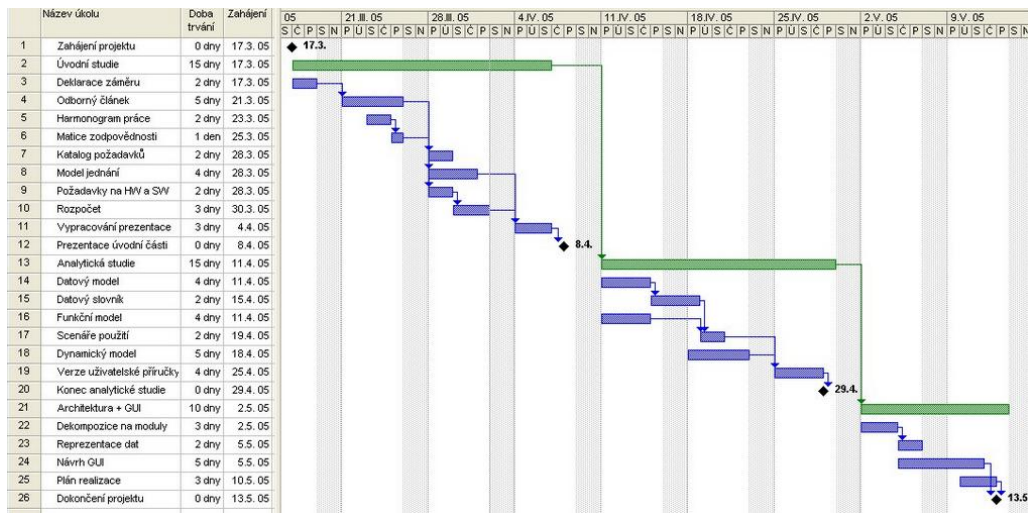 Název úkolu Doba trvání Zahájení 05 21.III. 05 28.III. 05 4.IV. 05 11.IV. 05 18.IV. 05 25.IV. 05 2.V. 05 9.V. 05
S Č P S N P Ú S Č P S N P Ú S Č P S N P Ú S Č P S N P Ú S Č P S N P Ú S Č P S N P Ú S Č P S N P Ú S Č P S N P Ú S Č P S N
1 Zahájení projektu 0 dny 17.3. 05 17.3.
2 Úvodní studie 15 dny 17.3. 05
3 Deklarace záměru 2 dny 17.3. 05
4 Odborný článek 5 dny 21.3. 05
5 Harmonogram práce 2 dny 23.3. 05
6 Matice zodpovědnosti 1 den 25.3. 05
7 Katalog požadavků 2 dny 28.3. 05
8 Model jednání 4 dny 28.3. 05
9 Požadavky na HW a SW 2 dny 28.3. 05
10 Rozpočet 3 dny 30.3. 05
11 Vypracování prezentace 3 dny 4.4. 05
12 Prezentace úvodní části 0 dny 8.4. 05 8.4.
13 Analytická studie 15 dny 11.4. 05
14 Datový model 4 dny 11.4. 05
15 Datový slovník 2 dny 15.4. 05
16 Funkční model 4 dny 11.4. 05
17 Scenáře použití 2 dny 19.4. 05
18 Dynamický model 5 dny 18.4. 05
19 Verze uživatelské příručky 4 dny 25.4. 05
20 Konec analytické studie 0 dny 29.4. 05 29.4.
21 Architektura + GUI 10 dny 2.5. 05
22 Dekompozice na moduly 3 dny 2.5. 05
23 Reprezentace dat 2 dny 5.5. 05
24 Návrh GUI 5 dny 5.5. 05
25 Plán realizace 3 dny 10.5. 05
26 Dokončení projektu 0 dny 13.5. 05 13.5